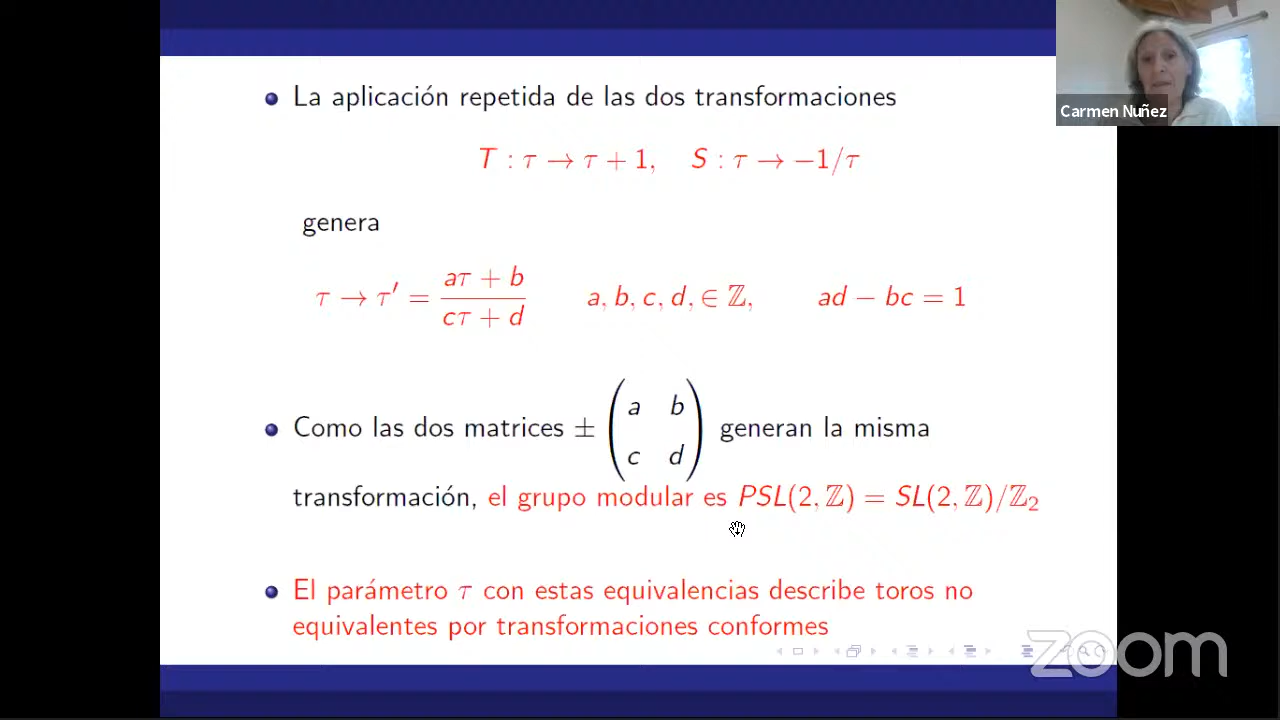 La aplicación repetida de las dos transformaciones
T : τ → τ + 1, S : τ → −1/τ
genera
τ → τ′ = (aτ + b)/(cτ + d) a, b, c, d, ∈ ℤ, ad − bc = 1
Como las dos matrices ± (a b; c d) generan la misma
transformación, el grupo modular es PSL(2, ℤ) = SL(2, ℤ)/ℤ₂
El parámetro τ con estas equivalencias describe toros no
equivalentes por transformaciones conformes
Carmen Nuñez
zoom